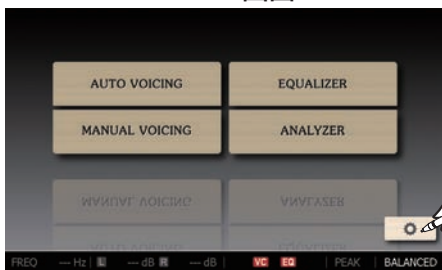 AUTO VOICING EQUALIZER
MANUAL VOICING ANALYZER
FREQ --- Hz | L --- dB R --- dB | VC EQ | PEAK | BALANCED